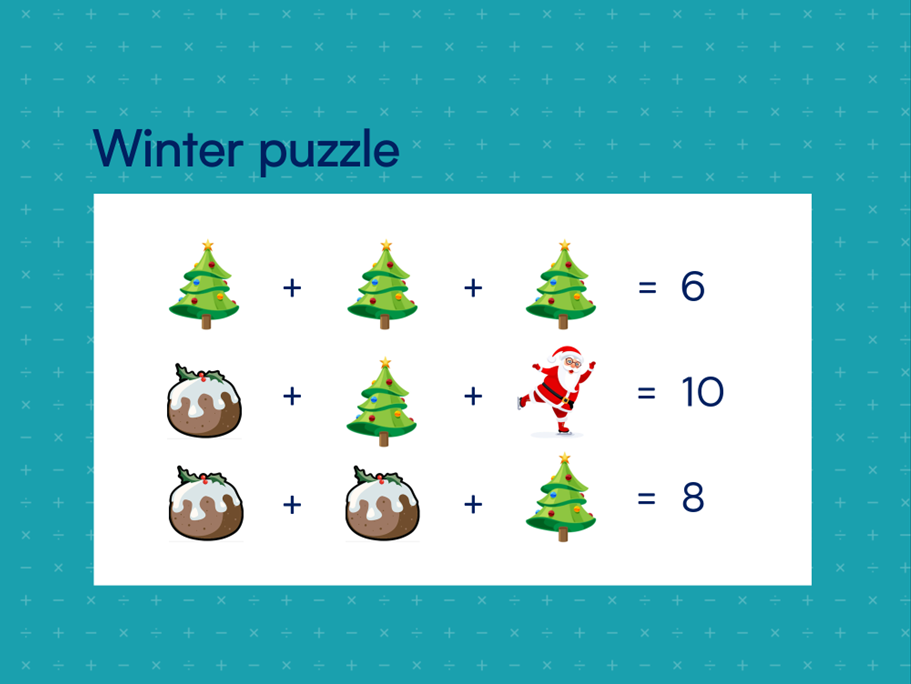 Winter puzzle
+ + = 6
+ + = 10
+ + = 8